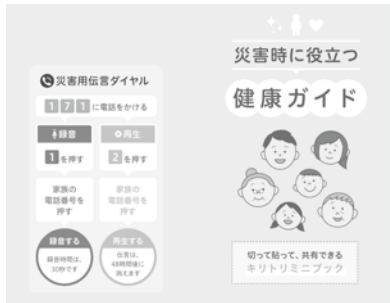 災害用伝言ダイヤル
171に電話をかける
録音
再生
1を押す
2を押す
家族の
電話番号を
押す
家族の
電話番号を
押す
録音する
録音時間は、
30秒です
再生する
伝言は、
48時間後に
消えます
災害時に役立つ
健康ガイド
切って貼って、共有できる
キリトリミニブック